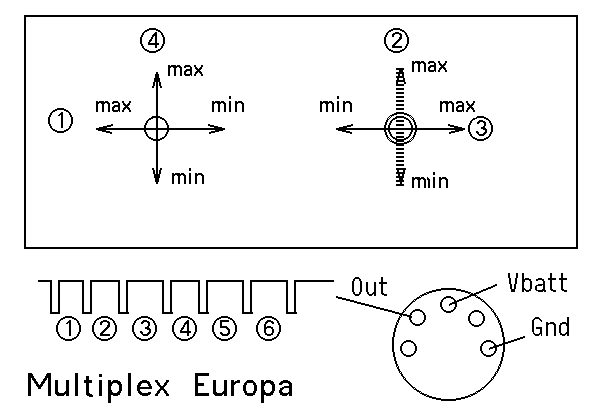 ④ ②
max max
① max min min max ③
min min
Out Vbatt
① ② ③ ④ ⑤ ⑥ Gnd
Multiplex Europa